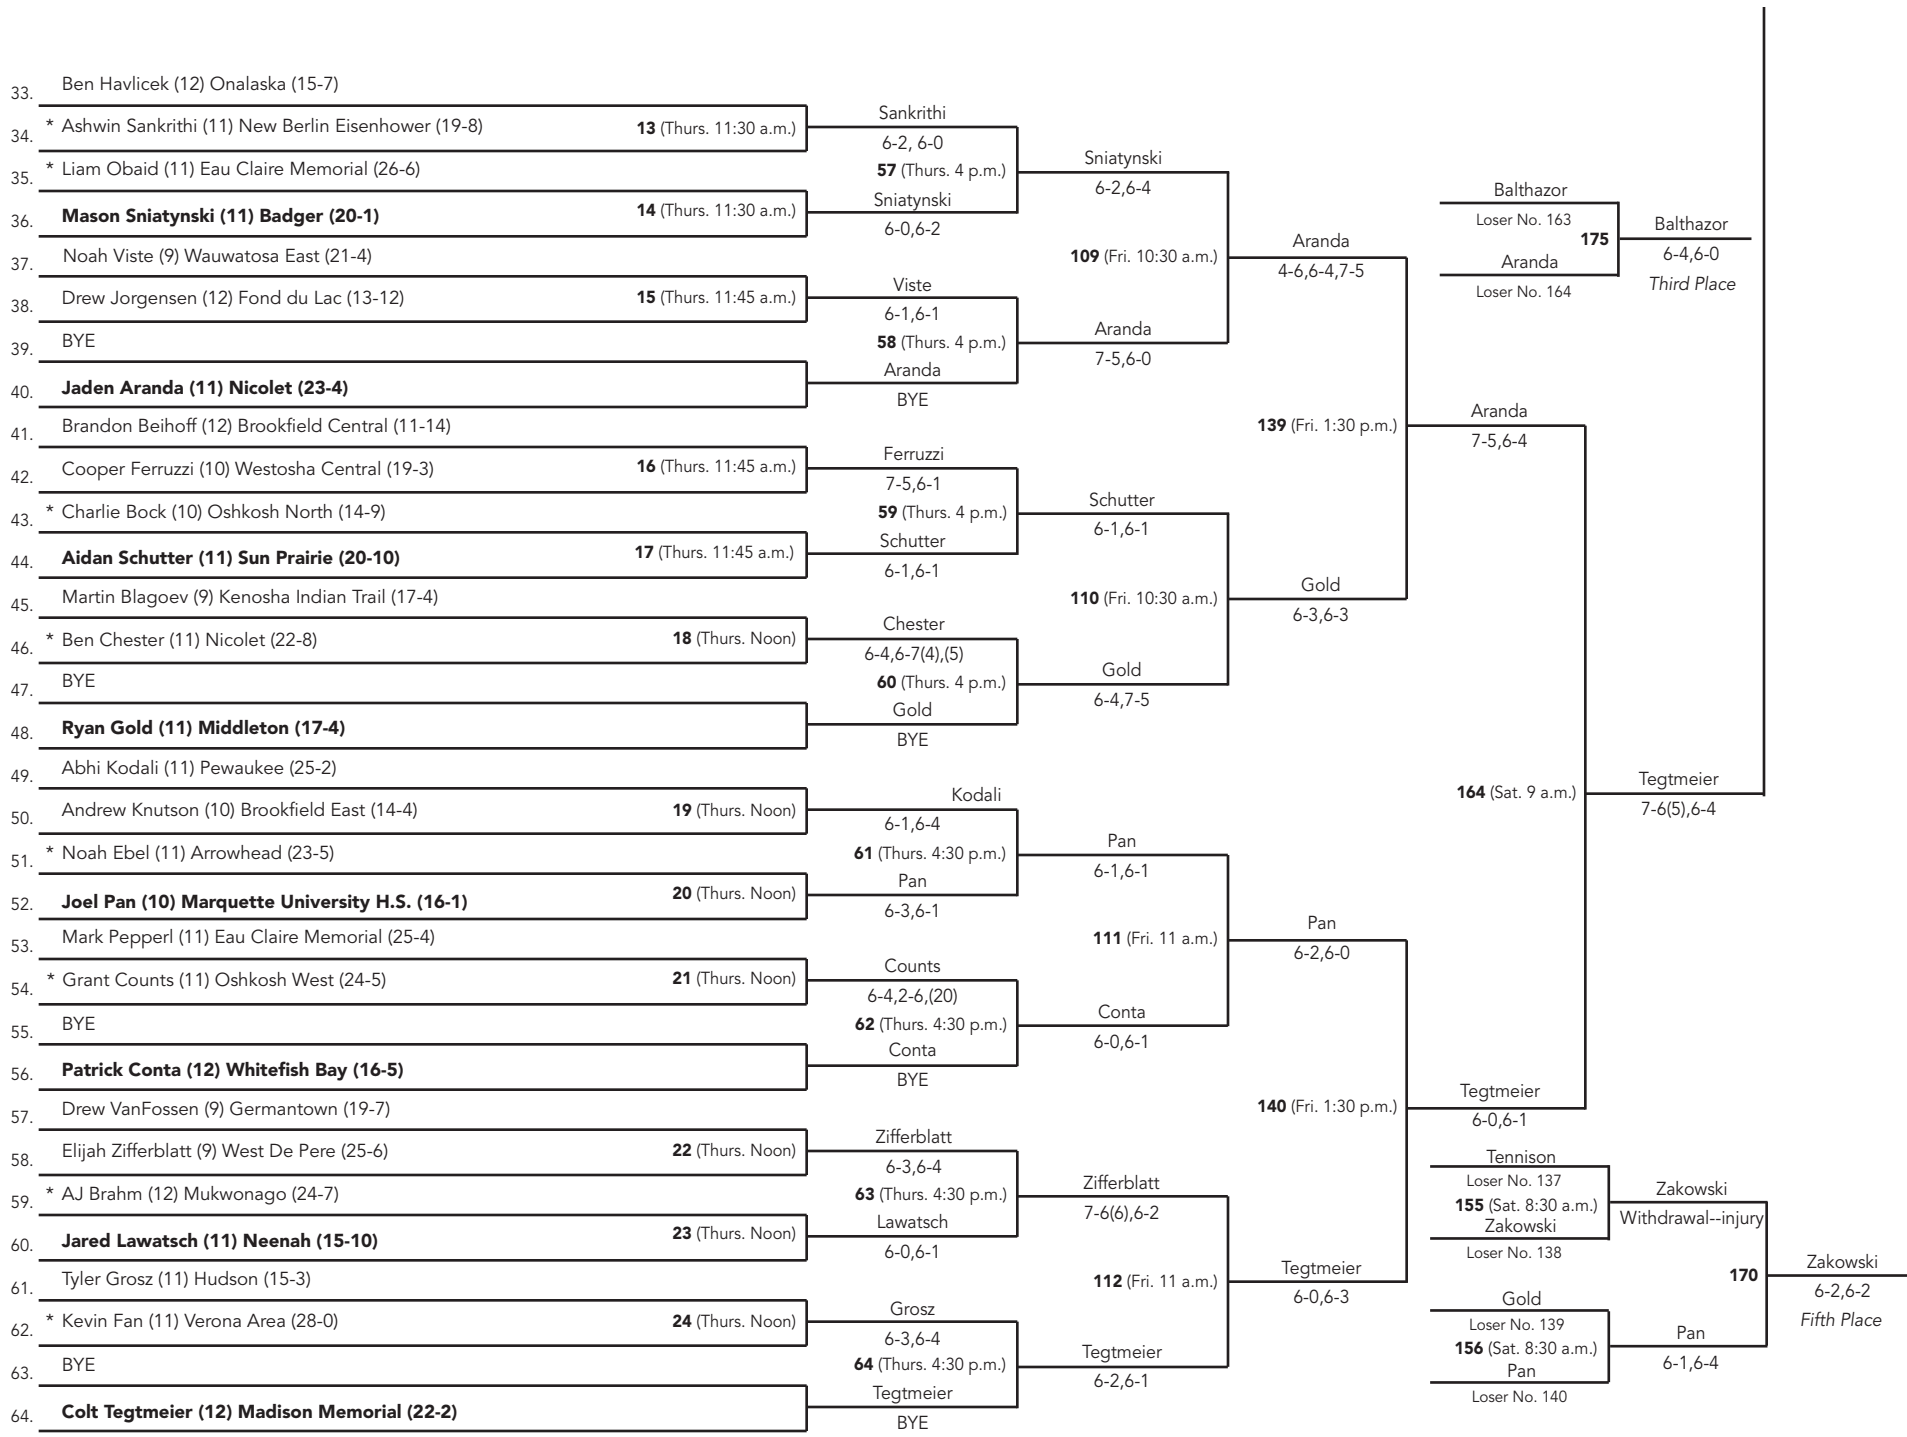 33. Ben Havlicek (12) Onalaska (15-7)
34. * Ashwin Sankrithi (11) New Berlin Eisenhower (19-8)
35. * Liam Obaid (11) Eau Claire Memorial (26-6)
36. Mason Sniatynski (11) Badger (20-1)
37. Noah Viste (9) Wauwatosa East (21-4)
38. Drew Jorgensen (12) Fond du Lac (13-12)
39. BYE
40. Jaden Aranda (11) Nicolet (23-4)
41. Brandon Beihoff (12) Brookfield Central (11-14)
42. Cooper Ferruzzi (10) Westosha Central (19-3)
43. * Charlie Bock (10) Oshkosh North (14-9)
44. Aidan Schutter (11) Sun Prairie (20-10)
45. Martin Blagoev (9) Kenosha Indian Trail (17-4)
46. * Ben Chester (11) Nicolet (22-8)
47. BYE
48. Ryan Gold (11) Middleton (17-4)
49. Abhi Kodali (11) Pewaukee (25-2)
50. Andrew Knutson (10) Brookfield East (14-4)
51. * Noah Ebel (11) Arrowhead (23-5)
52. Joel Pan (10) Marquette University H.S. (16-1)
53. Mark Pepperl (11) Eau Claire Memorial (25-4)
54. * Grant Counts (11) Oshkosh West (24-5)
55. BYE
56. Patrick Conta (12) Whitefish Bay (16-5)
57. Drew VanFossen (9) Germantown (19-7)
58. Elijah Zifferblatt (9) West De Pere (25-6)
59. * AJ Brahm (12) Mukwonago (24-7)
60. Jared Lawatsch (11) Neenah (15-10)
61. Tyler Grosz (11) Hudson (15-3)
62. * Kevin Fan (11) Verona Area (28-0)
63. BYE
64. Colt Tegtmeier (12) Madison Memorial (22-2)
13 (Thurs. 11:30 a.m.)
14 (Thurs. 11:30 a.m.)
15 (Thurs. 11:45 a.m.)
16 (Thurs. 11:45 a.m.)
17 (Thurs. 11:45 a.m.)
18 (Thurs. Noon)
19 (Thurs. Noon)
20 (Thurs. Noon)
21 (Thurs. Noon)
22 (Thurs. Noon)
23 (Thurs. Noon)
24 (Thurs. Noon)
Sankrithi
6-2, 6-0
57 (Thurs. 4 p.m.)
Sniatynski
6-0,6-2
Viste
6-1,6-1
58 (Thurs. 4 p.m.)
Aranda
BYE
Ferruzzi
7-5,6-1
59 (Thurs. 4 p.m.)
Schutter
6-1,6-1
Chester
6-4,6-7(4),(5)
60 (Thurs. 4 p.m.)
Gold
BYE
Kodali
6-1,6-4
61 (Thurs. 4:30 p.m.)
Pan
6-3,6-1
Counts
6-4,2-6,(20)
62 (Thurs. 4:30 p.m.)
Conta
BYE
Zifferblatt
6-3,6-4
63 (Thurs. 4:30 p.m.)
Lawatsch
6-0,6-1
Grosz
6-3,6-4
64 (Thurs. 4:30 p.m.)
Tegtmeier
BYE
Sniatynski
6-2,6-4
109 (Fri. 10:30 a.m.)
Aranda
7-5,6-0
Schutter
6-1,6-1
110 (Fri. 10:30 a.m.)
Gold
6-4,7-5
Pan
6-1,6-1
111 (Fri. 11 a.m.)
Conta
6-0,6-1
Zifferblatt
7-6(6),6-2
112 (Fri. 11 a.m.)
Tegtmeier
6-2,6-1
Aranda
4-6,6-4,7-5
139 (Fri. 1:30 p.m.)
Gold
6-3,6-3
Pan
6-2,6-0
140 (Fri. 1:30 p.m.)
Tegtmeier
6-0,6-3
Aranda
7-5,6-4
164 (Sat. 9 a.m.)
Tegtmeier
6-0,6-1
Tegtmeier
7-6(5),6-4
Balthazor
Loser No. 163
175
Aranda
Loser No. 164
Balthazor
6-4,6-0
Third Place
Tennison
Loser No. 137
155 (Sat. 8:30 a.m.)
Zakowski
Loser No. 138
Zakowski
Withdrawal--injury
170
Gold
Loser No. 139
156 (Sat. 8:30 a.m.)
Pan
Loser No. 140
Pan
6-1,6-4
Zakowski
6-2,6-2
Fifth Place